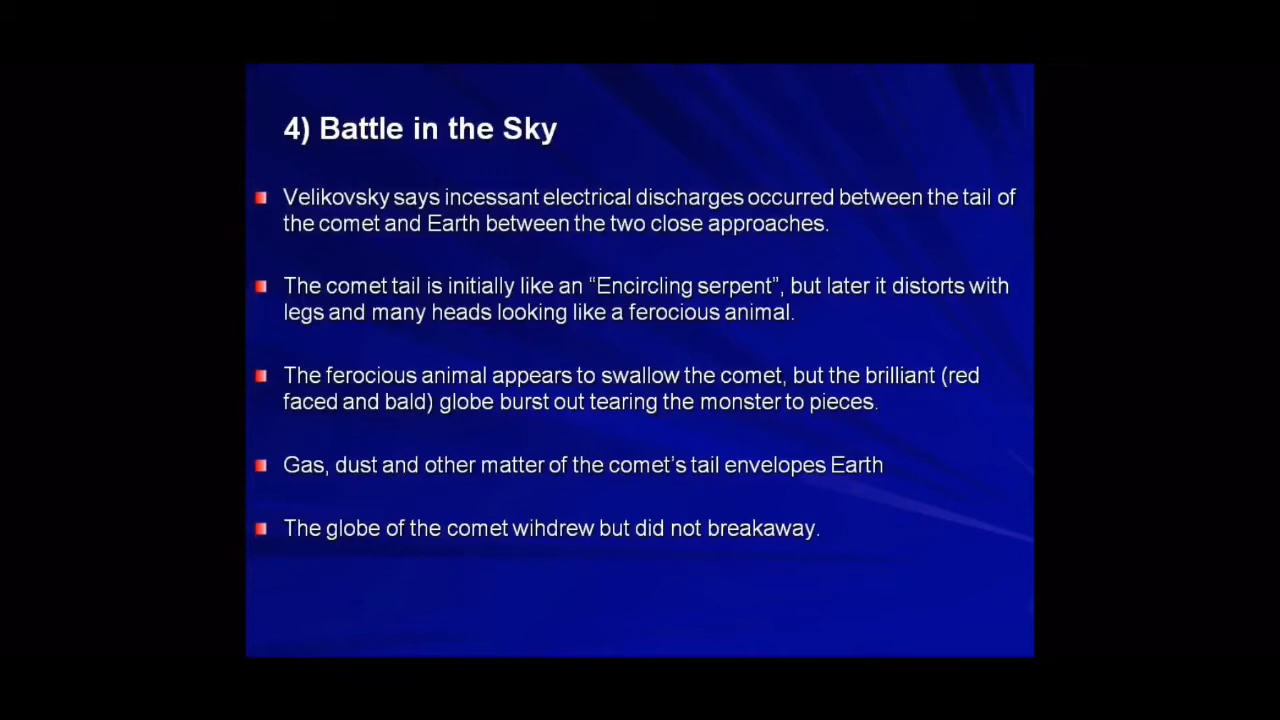 4) Battle in the Sky
Velikovsky says incessant electrical discharges occurred between the tail of
the comet and Earth between the two close approaches.
The comet tail is initially like an “Encircling serpent”, but later it distorts with
legs and many heads looking like a ferocious animal.
The ferocious animal appears to swallow the comet, but the brilliant (red
faced and bald) globe burst out tearing the monster to pieces.
Gas, dust and other matter of the comet’s tail envelopes Earth
The globe of the comet wihdrew but did not breakaway.